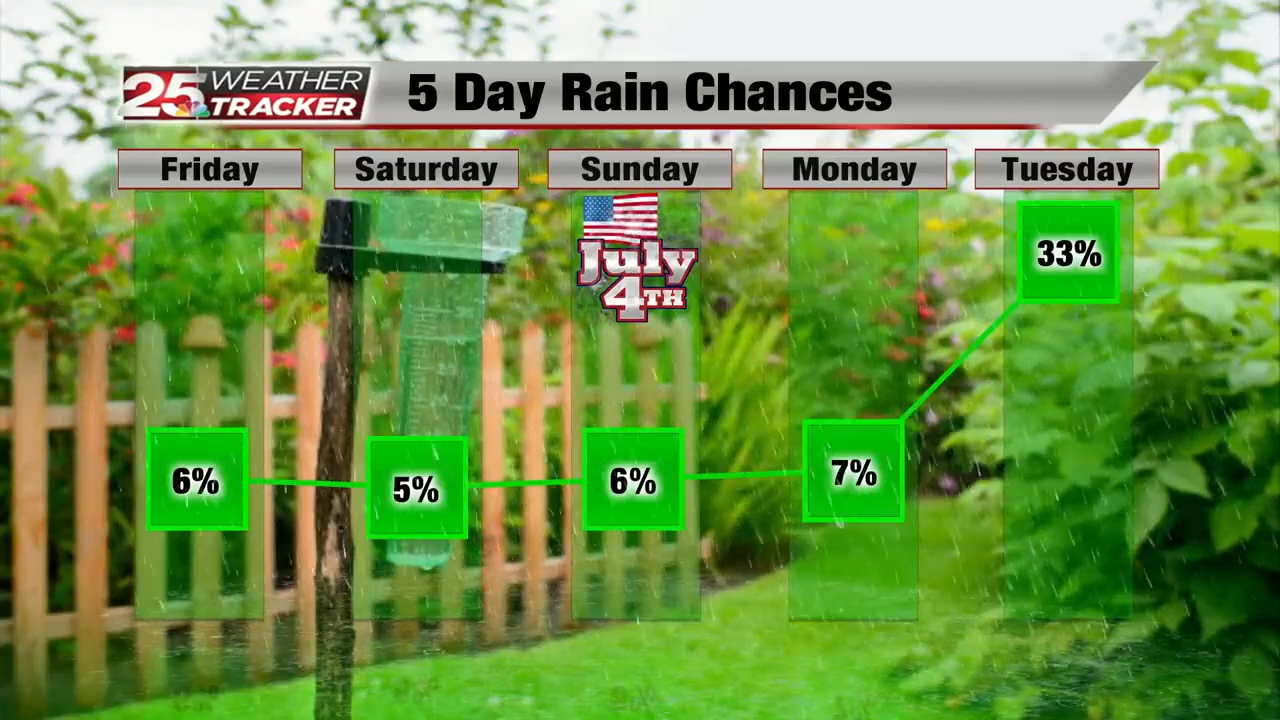 25 WEATHER
TRACKER
5 Day Rain Chances
Friday
Saturday
Sunday
Monday
Tuesday
July
4TH
33%
6%
5%
6%
7%